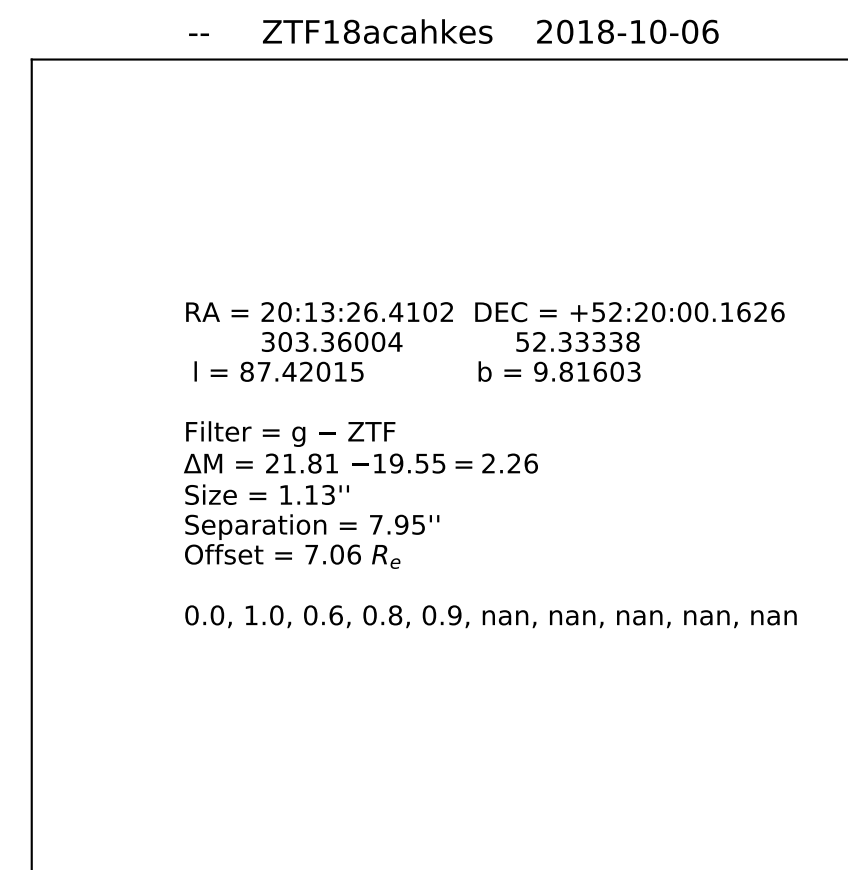 -- ZTF18acahkes 2018-10-06
RA = 20:13:26.4102 DEC = +52:20:00.1626
303.36004 52.33338
l = 87.42015 b = 9.81603
Filter = g − ZTF
ΔM = 21.81 −19.55 = 2.26
Size = 1.13''
Separation = 7.95''
Offset = 7.06 Rₑ
0.0, 1.0, 0.6, 0.8, 0.9, nan, nan, nan, nan, nan